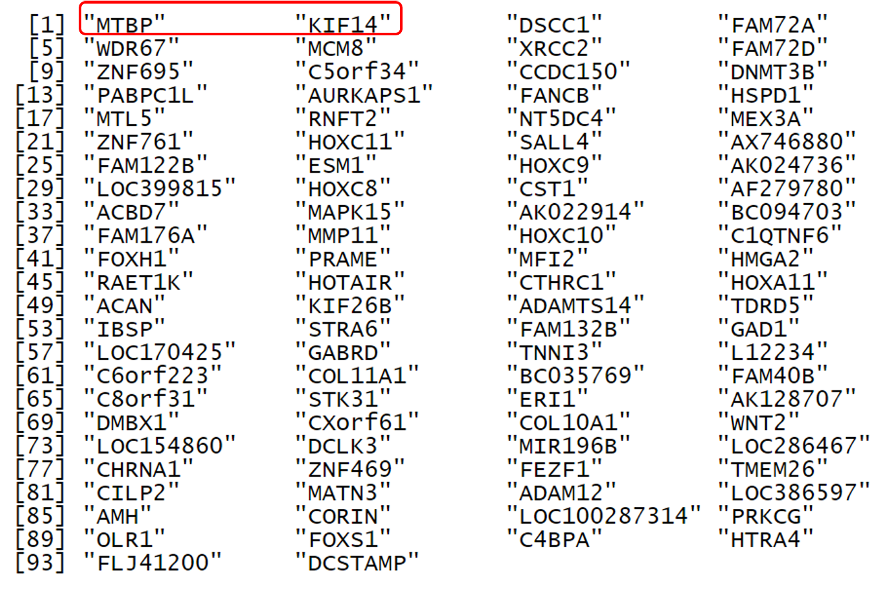 [1] "MTBP" "KIF14" "DSCC1" "FAM72A"
[5] "WDR67" "MCM8" "XRCC2" "FAM72D"
[9] "ZNF695" "C5orf34" "CCDC150" "DNMT3B"
[13] "PABPC1L" "AURKAPS1" "FANCB" "HSPD1"
[17] "MTL5" "RNFT2" "NT5DC4" "MEX3A"
[21] "ZNF761" "HOXC11" "SALL4" "AX746880"
[25] "FAM122B" "ESM1" "HOXC9" "AK024736"
[29] "LOC399815" "HOXC8" "CST1" "AF279780"
[33] "ACBD7" "MAPK15" "AK022914" "BC094703"
[37] "FAM176A" "MMP11" "HOXC10" "C1QTNF6"
[41] "FOXH1" "PRAME" "MFI2" "HMGA2"
[45] "RAET1K" "HOTAIR" "CTHRC1" "HOXA11"
[49] "ACAN" "KIF26B" "ADAMTS14" "TDRD5"
[53] "IBSP" "STRA6" "FAM132B" "GAD1"
[57] "LOC170425" "GABRD" "TNNI3" "L12234"
[61] "C6orf223" "COL11A1" "BC035769" "FAM40B"
[65] "C8orf31" "STK31" "ERI1" "AK128707"
[69] "DMBX1" "CXorf61" "COL10A1" "WNT2"
[73] "LOC154860" "DCLK3" "MIR196B" "LOC286467"
[77] "CHRNA1" "ZNF469" "FEZF1" "TMEM26"
[81] "CILP2" "MATN3" "ADAM12" "LOC386597"
[85] "AMH" "CORIN" "LOC100287314" "PRKCG"
[89] "OLR1" "FOXS1" "C4BPA" "HTRA4"
[93] "FLJ41200" "DCSTAMP"